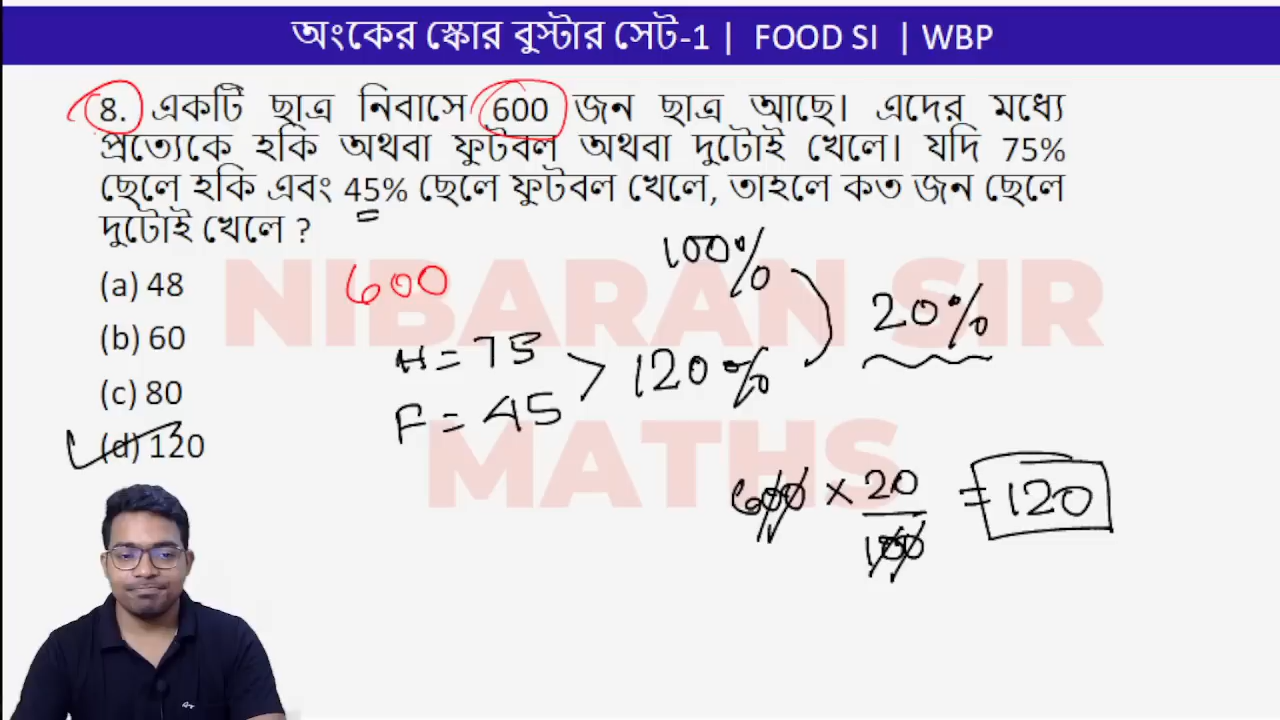 অংকের স্কোর বুস্টার সেট-1 | FOOD SI | WBP
8. একটি ছাত্র নিবাসে 600 জন ছাত্র আছে। এদের মধ্যে
প্রত্যেকে হকি অথবা ফুটবল অথবা দুটোই খেলে। যদি 75%
ছেলে হকি এবং 45% ছেলে ফুটবল খেলে, তাহলে কত জন ছেলে
দুটোই খেলে ?
(a) 48
(b) 60
(c) 80
(d) 120
600
100%
H = 75
F = 45
> 120%
20%
600 × 20/100 = 120
NIBARAN SIR
MATHS